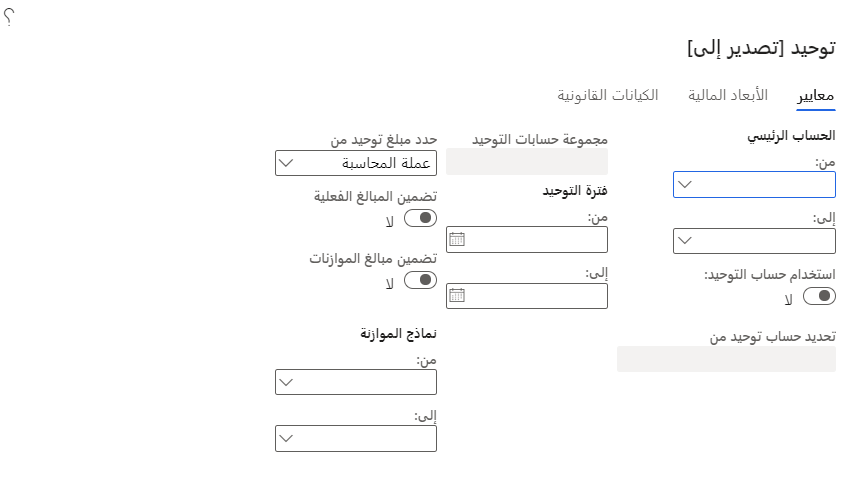 ؟
توحيد [تصدير إلى]
معايير
الأبعاد المالية
الكيانات القانونية
الحساب الرئيسي
من:
إلى:
استخدام حساب التوحيد:
لا
تحديد حساب توحيد من
مجموعة حسابات التوحيد
فترة التوحيد
من:
إلى:
حدد مبلغ توحيد من
عملة المحاسبة
تضمين المبالغ الفعلية
لا
تضمين مبالغ الموازنات
لا
نماذج الموازنة
من:
إلى: